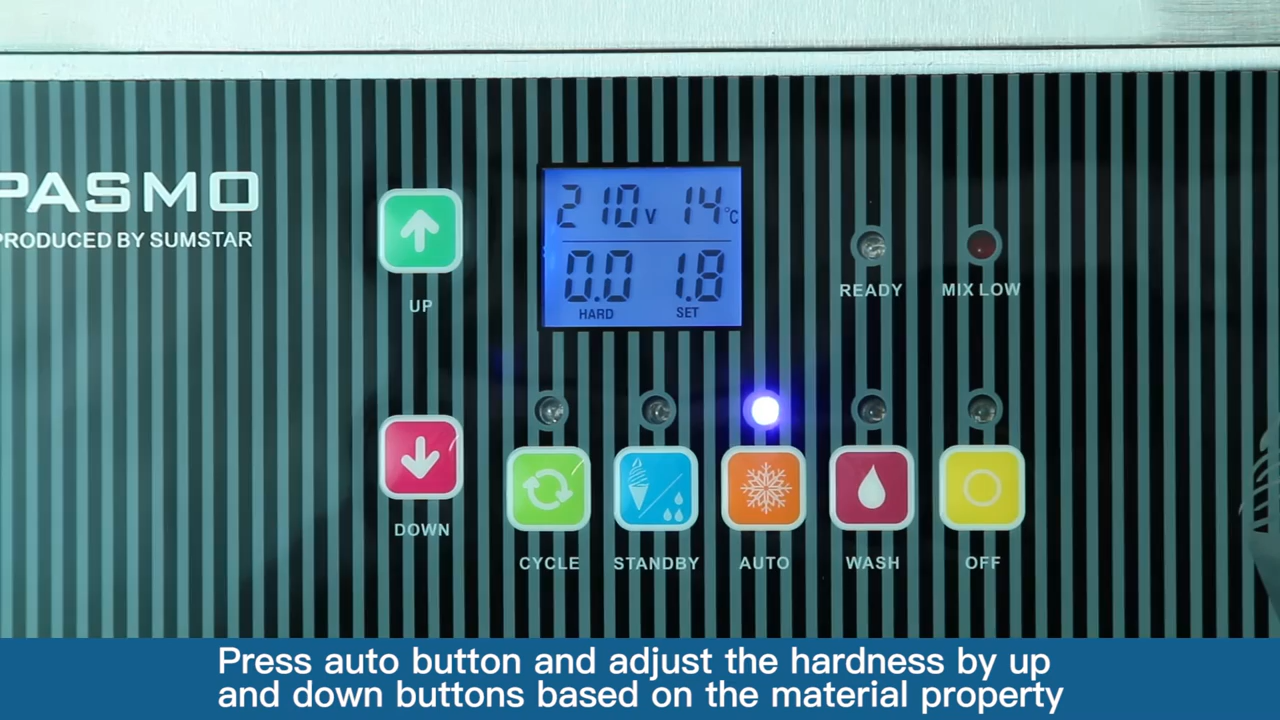 PASMO
PRODUCED BY SUMSTAR
UP
DOWN
210V 14°C
0.0 1.8
HARD SET
READY
MIX LOW
CYCLE
STANDBY
AUTO
WASH
OFF
Press auto button and adjust the hardness by up
and down buttons based on the material property